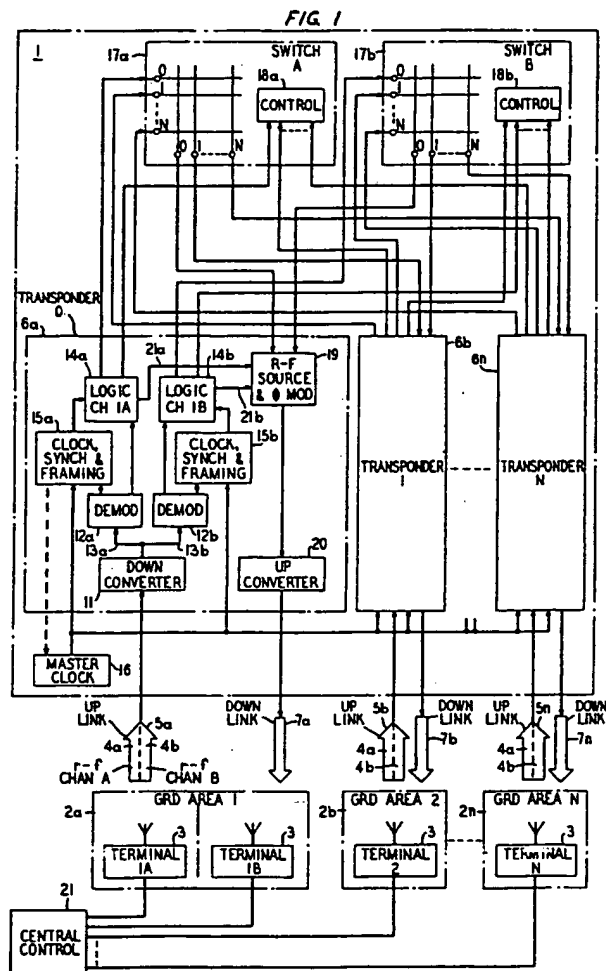 FIG. 1
1
17a
SWITCH A
18a
CONTROL
0
1
N
0 1 N
17b
SWITCH B
18b
CONTROL
0
1
N
0 1 N
TRANSPONDER 0
6a
14a
LOGIC CH 1A
21a
14b
LOGIC CH 1B
21b
19
R-F SOURCE & Φ MOD
15a
CLOCK, SYNCH & FRAMING
15b
CLOCK, SYNCH & FRAMING
DEMOD
12a
13a
DEMOD
12b
13b
DOWN CONVERTER
11
20
UP CONVERTER
6b
TRANSPONDER 1
6n
TRANSPONDER N
MASTER CLOCK
16
UP LINK
5a
4a
4b
r-f CHAN A
r-f CHAN B
DOWN LINK
7a
UP LINK
5b
4a
4b
DOWN LINK
7b
UP LINK
5n
4a
4b
DOWN LINK
7n
2a
GRD AREA 1
3
TERMINAL 1A
3
TERMINAL 1B
2b
GRD AREA 2
3
TERMINAL 2
2n
GRD AREA N
3
TERMINAL N
21
CENTRAL CONTROL